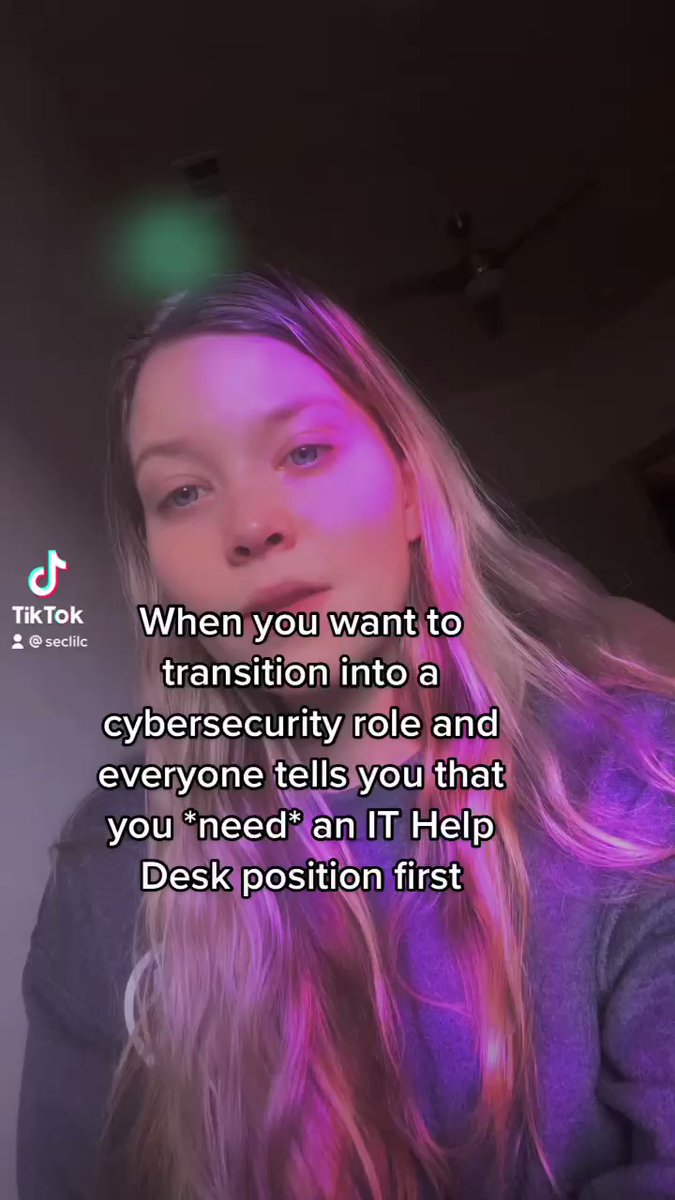 TikTok
@seclilc
When you want to
transition into a
cybersecurity role and
everyone tells you that
you *need* an IT Help
Desk position first